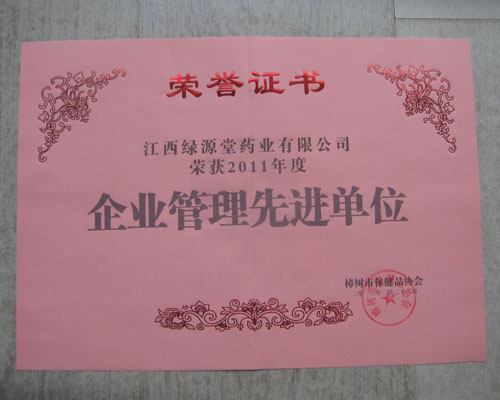 荣誉证书
江西绿源堂药业有限公司
荣获2011年度
企业管理先进单位
樟树市保健品协会